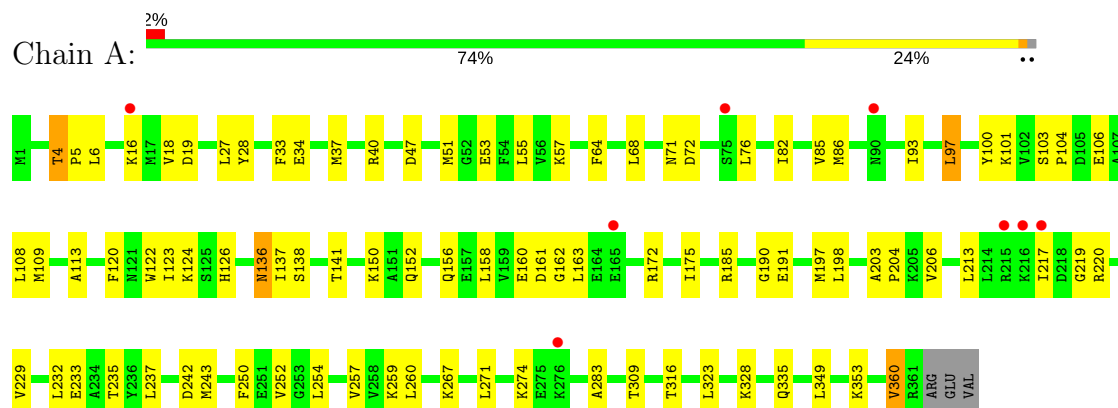 2%
Chain A:
74% 24% ••
M1 T4 P5 L6 K16 M17 V18 D19 L27 Y28 F33 E34 M37 R40 D47 M51 G52 E53 F54 L55 V56 K57 F64 L68 N71 D72 S75 L76 I82 V85 M86 N90 I93 L97 Y100 K101 V102 S103 P104 D105 E106 A107
L108 M109 A113 F120 N121 W122 I123 K124 S125 H126 N136 I137 S138 T141 K150 A151 Q152 Q156 E157 L158 V159 E160 D161 G162 L163 E164 E165 R172 I175 R185 G190 E191 M197 L198 A203 P204 K205 V206 L213 L214 R215 K216 I217 D218 G219 R220
V229 L232 E233 A234 T235 Y236 L237 D242 M243 F250 E251 V252 G253 L254 V257 V258 K259 L260 K267 L271 K274 E275 K276 A283 T309 T316 L323 K328 Q335 L349 K353 V360 R361 ARG GLU VAL